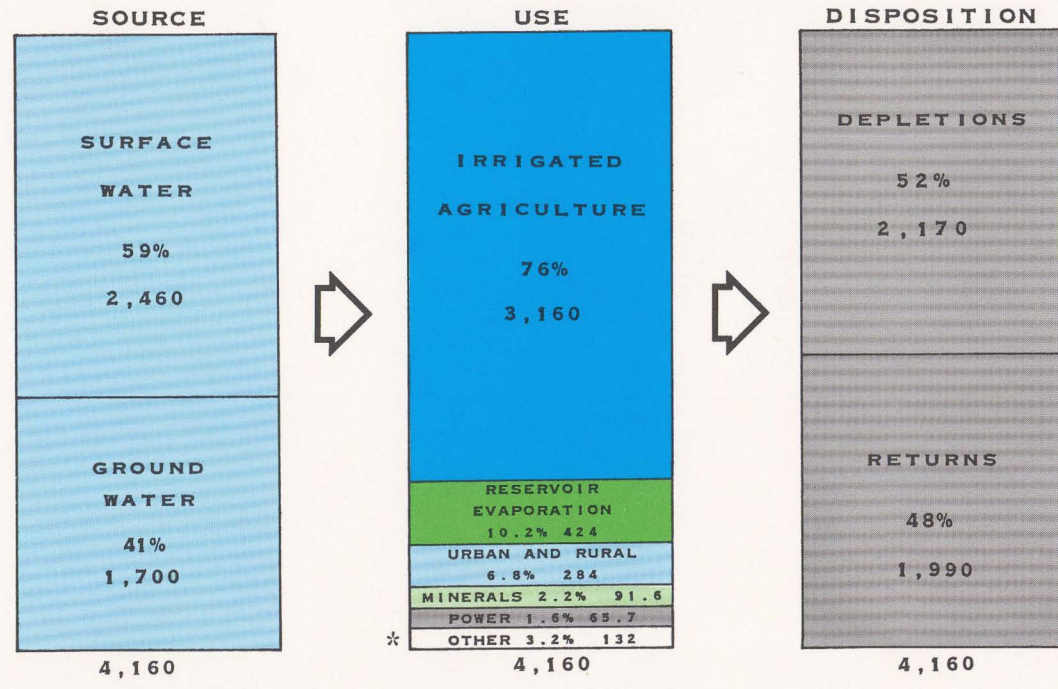 SOURCE
SURFACE
WATER
59%
2,460
GROUND
WATER
41%
1,700
4,160
USE
IRRIGATED
AGRICULTURE
76%
3,160
RESERVOIR
EVAPORATION
10.2% 424
URBAN AND RURAL
6.8% 284
MINERALS 2.2% 91.6
POWER 1.6% 65.7
* OTHER 3.2% 132
4,160
DISPOSITION
DEPLETIONS
52%
2,170
RETURNS
48%
1,990
4,160